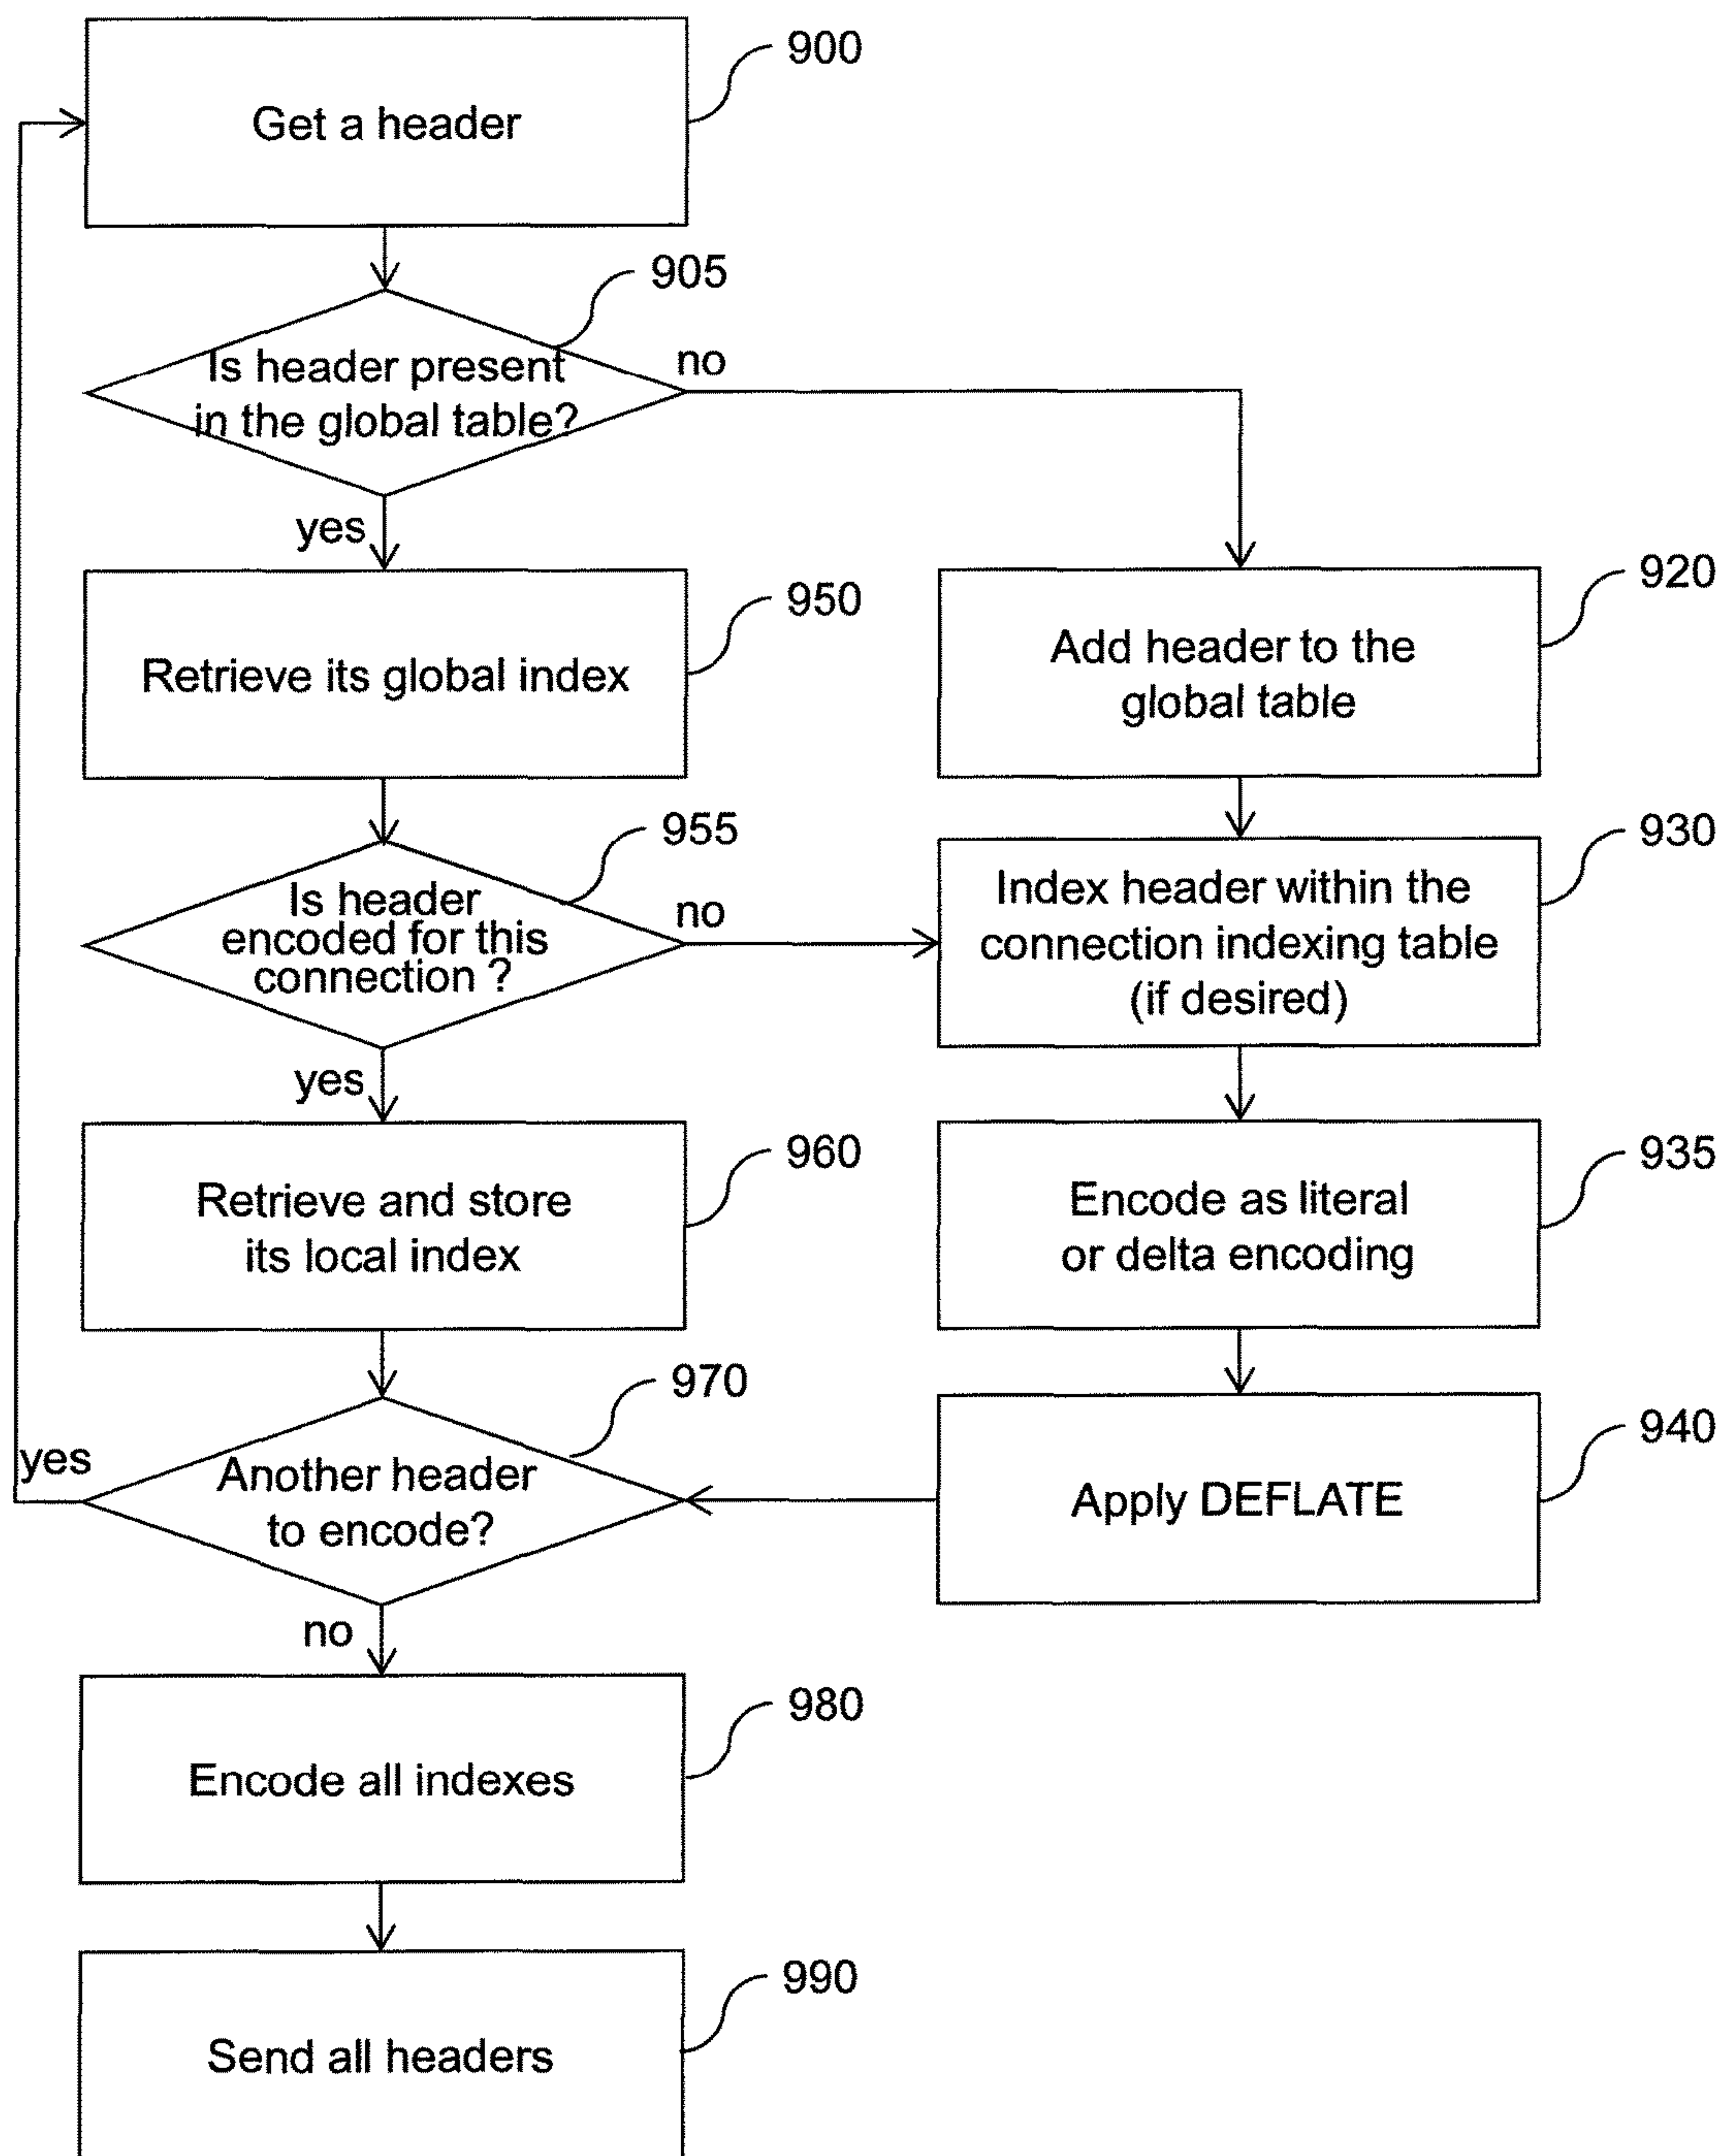 900
Get a header
905
Is header present
in the global table?
no
yes
950
Retrieve its global index
920
Add header to the
global table
955
Is header
encoded for this
connection ?
no
930
Index header within the
connection indexing table
(if desired)
yes
960
Retrieve and store
its local index
935
Encode as literal
or delta encoding
970
Another header
to encode?
yes
940
Apply DEFLATE
no
980
Encode all indexes
990
Send all headers